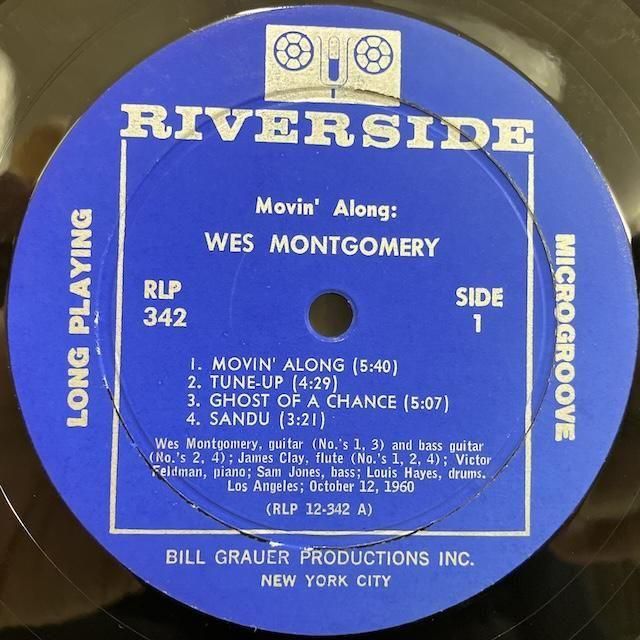 RIVERSIDE
Movin' Along:
WES MONTGOMERY
LONG PLAYING
RLP
342
SIDE
1
MICROGROOVE
1. MOVIN' ALONG (5:40)
2. TUNE-UP (4:29)
3. GHOST OF A CHANCE (5:07)
4. SANDU (3:21)
Wes Montgomery, guitar (No.'s 1, 3) and bass guitar
(No.'s 2, 4); James Clay, flute (No.'s 1, 2, 4); Victor
Feldman, piano; Sam Jones, bass; Louis Hayes, drums.
Los Angeles; October 12, 1960
(RLP 12-342 A)
BILL GRAUER PRODUCTIONS INC.
NEW YORK CITY